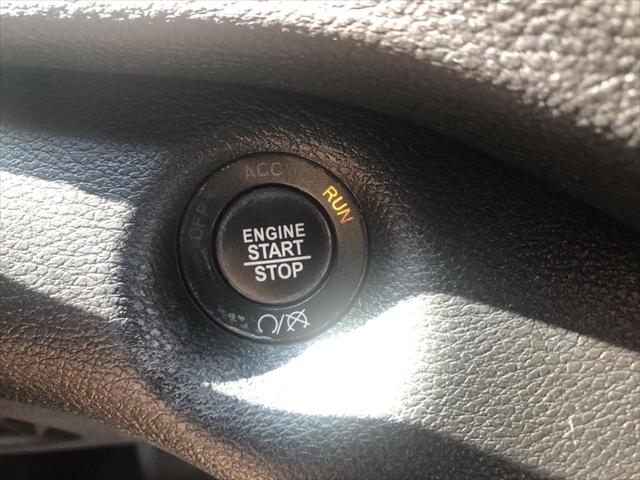 OFF
ACC
RUN
ENGINE
START
STOP